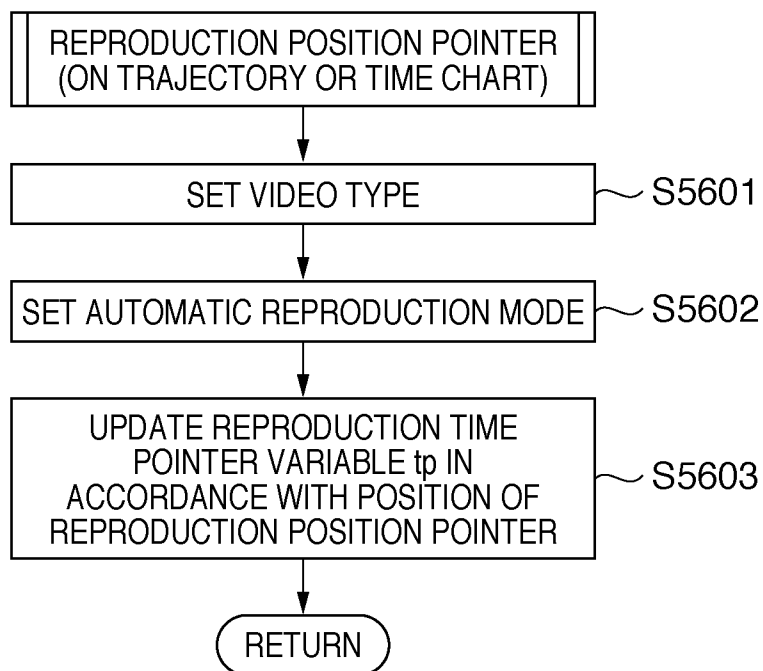 REPRODUCTION POSITION POINTER
(ON TRAJECTORY OR TIME CHART)
SET VIDEO TYPE
S5601
SET AUTOMATIC REPRODUCTION MODE
S5602
UPDATE REPRODUCTION TIME
POINTER VARIABLE tp IN
ACCORDANCE WITH POSITION OF
REPRODUCTION POSITION POINTER
S5603
RETURN